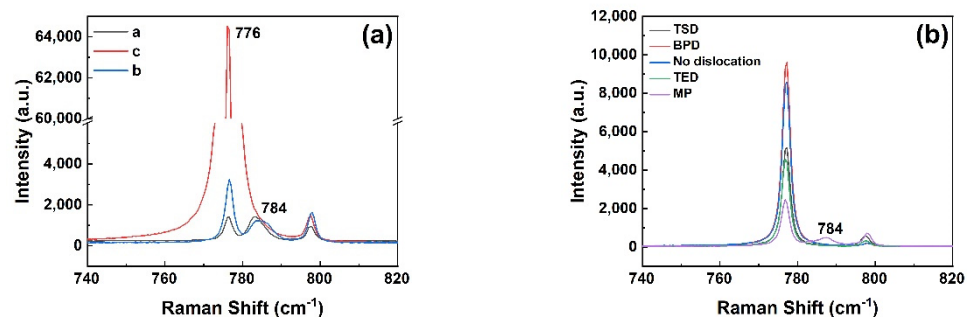 (a)
776
a
c
b
784
64,000
62,000
60,000
4,000
2,000
0
740
760
780
800
820
Intensity (a.u.)
Raman Shift (cm-1)
(b)
TSD
BPD
No dislocation
TED
MP
784
12,000
10,000
8,000
6,000
4,000
2,000
0
740
760
780
800
820
Intensity (a.u.)
Raman Shift (cm-1)